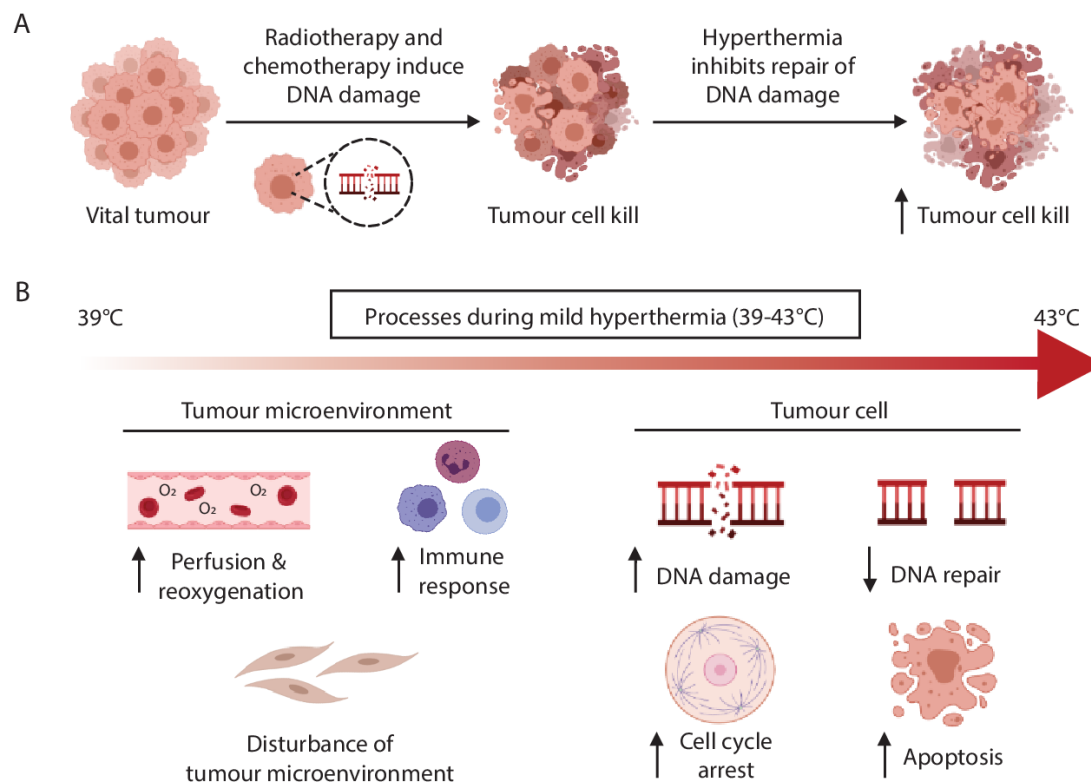 A
Radiotherapy and
chemotherapy induce
DNA damage
Hyperthermia
inhibits repair of
DNA damage
Vital tumour
Tumour cell kill
Tumour cell kill
B
39°C
Processes during mild hyperthermia (39-43°C)
43°C
Tumour microenvironment
Tumour cell
O₂
O₂
O₂
O₂
Perfusion &
reoxygenation
Immune
response
DNA damage
DNA repair
Disturbance of
tumour microenvironment
Cell cycle
arrest
Apoptosis